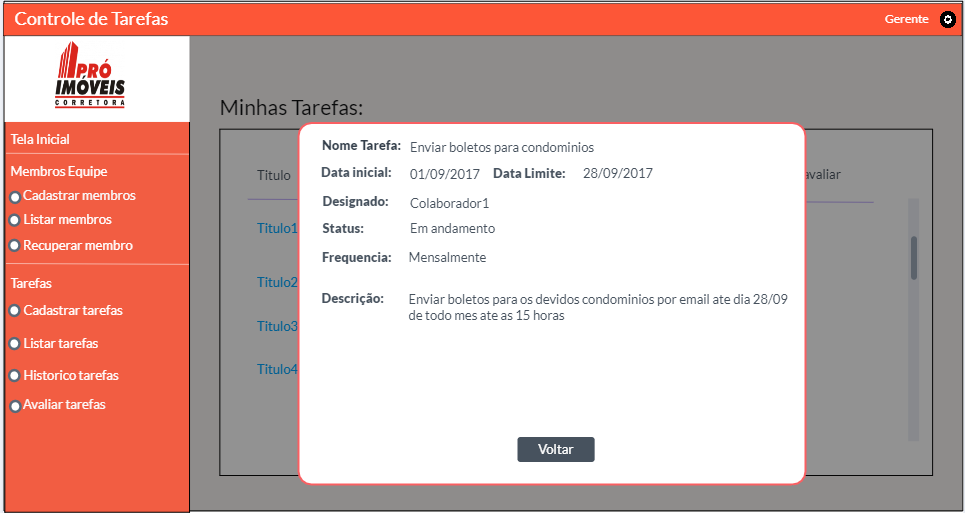 Controle de Tarefas
Gerente
PRÓ
IMÓVEIS
CORRETORA
Tela Inicial
Membros Equipe
Cadastrar membros
Listar membros
Recuperar membro
Tarefas
Cadastrar tarefas
Listar tarefas
Historico tarefas
Avaliar tarefas
Minhas Tarefas:
Titulo
avaliar
Titulo1
Titulo2
Titulo3
Titulo4
Nome Tarefa: Enviar boletos para condominios
Data inicial: 01/09/2017 Data Limite: 28/09/2017
Designado: Colaborador1
Status: Em andamento
Frequencia: Mensalmente
Descrição: Enviar boletos para os devidos condominios por email ate dia 28/09
de todo mes ate as 15 horas
Voltar